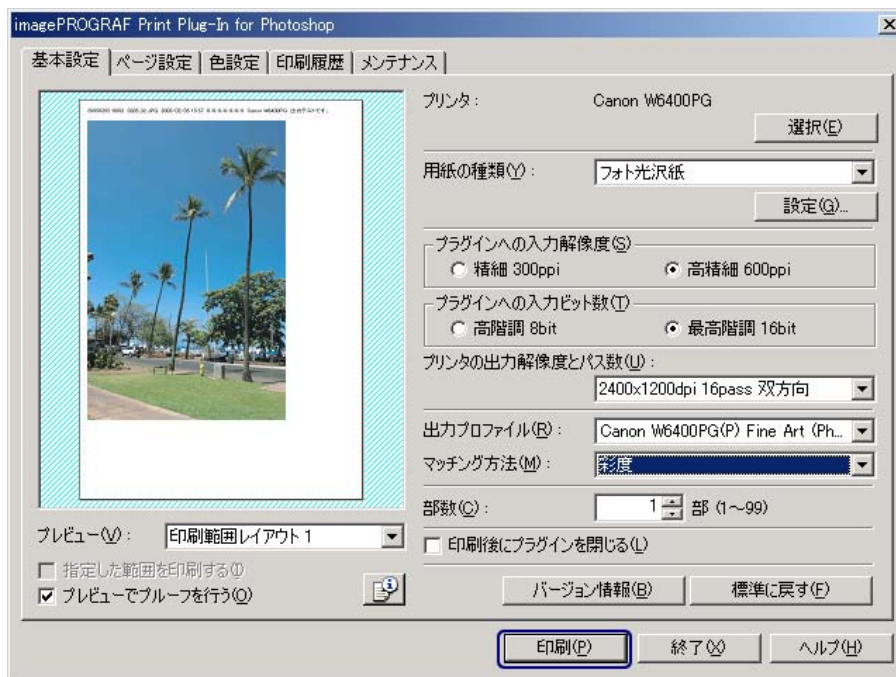 imagePROGRAF Print Plug-In for Photoshop
基本設定 ページ設定 色設定 印刷履歴 メンテナンス
プリンタ： Canon W6400PG
選択(E)
用紙の種類(Y)： フォト光沢紙
設定(G)...
プラグインへの入力解像度(S)
精細 300ppi 高精細 600ppi
プラグインへの入力ビット数(T)
高階調 8bit 最高階調 16bit
プリンタの出力解像度とパス数(U)：
2400x1200dpi 16pass 双方向
出力プロファイル(R)： Canon W6400PG(P) Fine Art (Ph...
マッチング方法(M)： 彩度
部数(C)： 1 部 (1～99)
プレビュー(V)： 印刷範囲レイアウト 1
印刷後にプラグインを閉じる(L)
指定した範囲を印刷する(I)
プレビューでプルーフを行う(O)
バージョン情報(B) 標準に戻す(F)
印刷(P) 終了(X) ヘルプ(H)